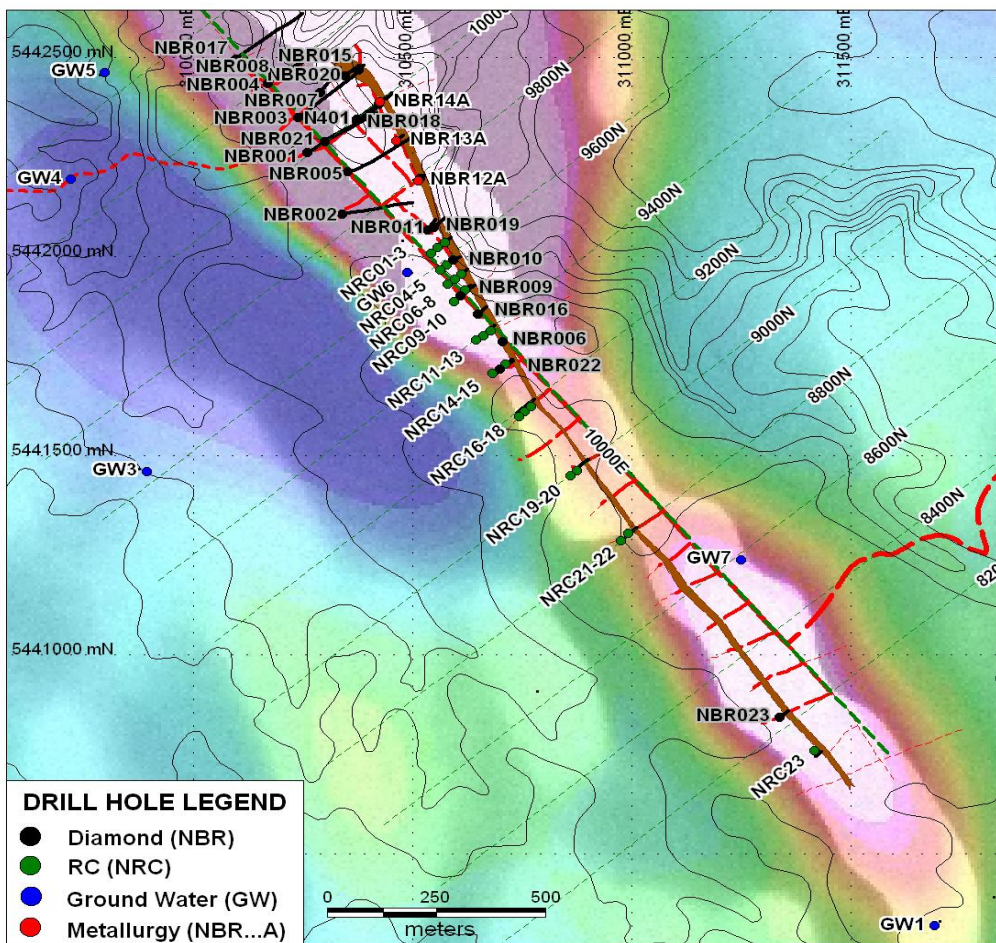 5442500 mN
5442000 mN
5441500 mN
5441000 mN
310500 mE
311000 mE
311500 mE
10000E
9800N
9600N
9400N
9200N
9000N
8800N
8600N
8400N
NBR017
NBR008
NBR004
NBR015
NBR020
NBR007
NBR003
N401
NBR14A
NBR018
NBR13A
NBR021
NBR001
NBR005
NBR12A
NBR002
NBR011
NBR019
NBR010
NBR009
NBR016
NBR006
NBR022
NBR023
NRC01-3
GW6
NRC04-5
NRC06-8
NRC09-10
NRC11-13
NRC14-15
NRC16-18
NRC19-20
NRC21-22
NRC23
GW5
GW4
GW3
GW7
GW1
DRILL HOLE LEGEND
Diamond (NBR)
RC (NRC)
Ground Water (GW)
Metallurgy (NBR...A)
0 250 500
meters